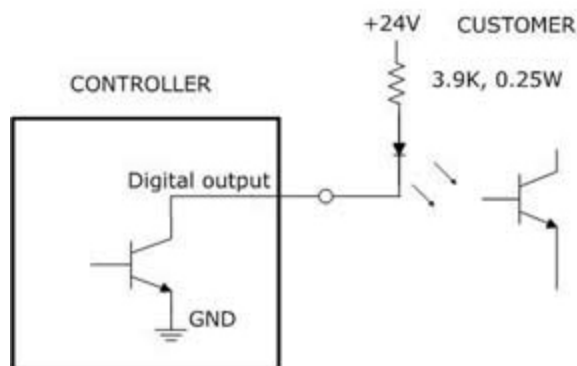 +24V
CUSTOMER
3.9K, 0.25W
CONTROLLER
Digital output
GND